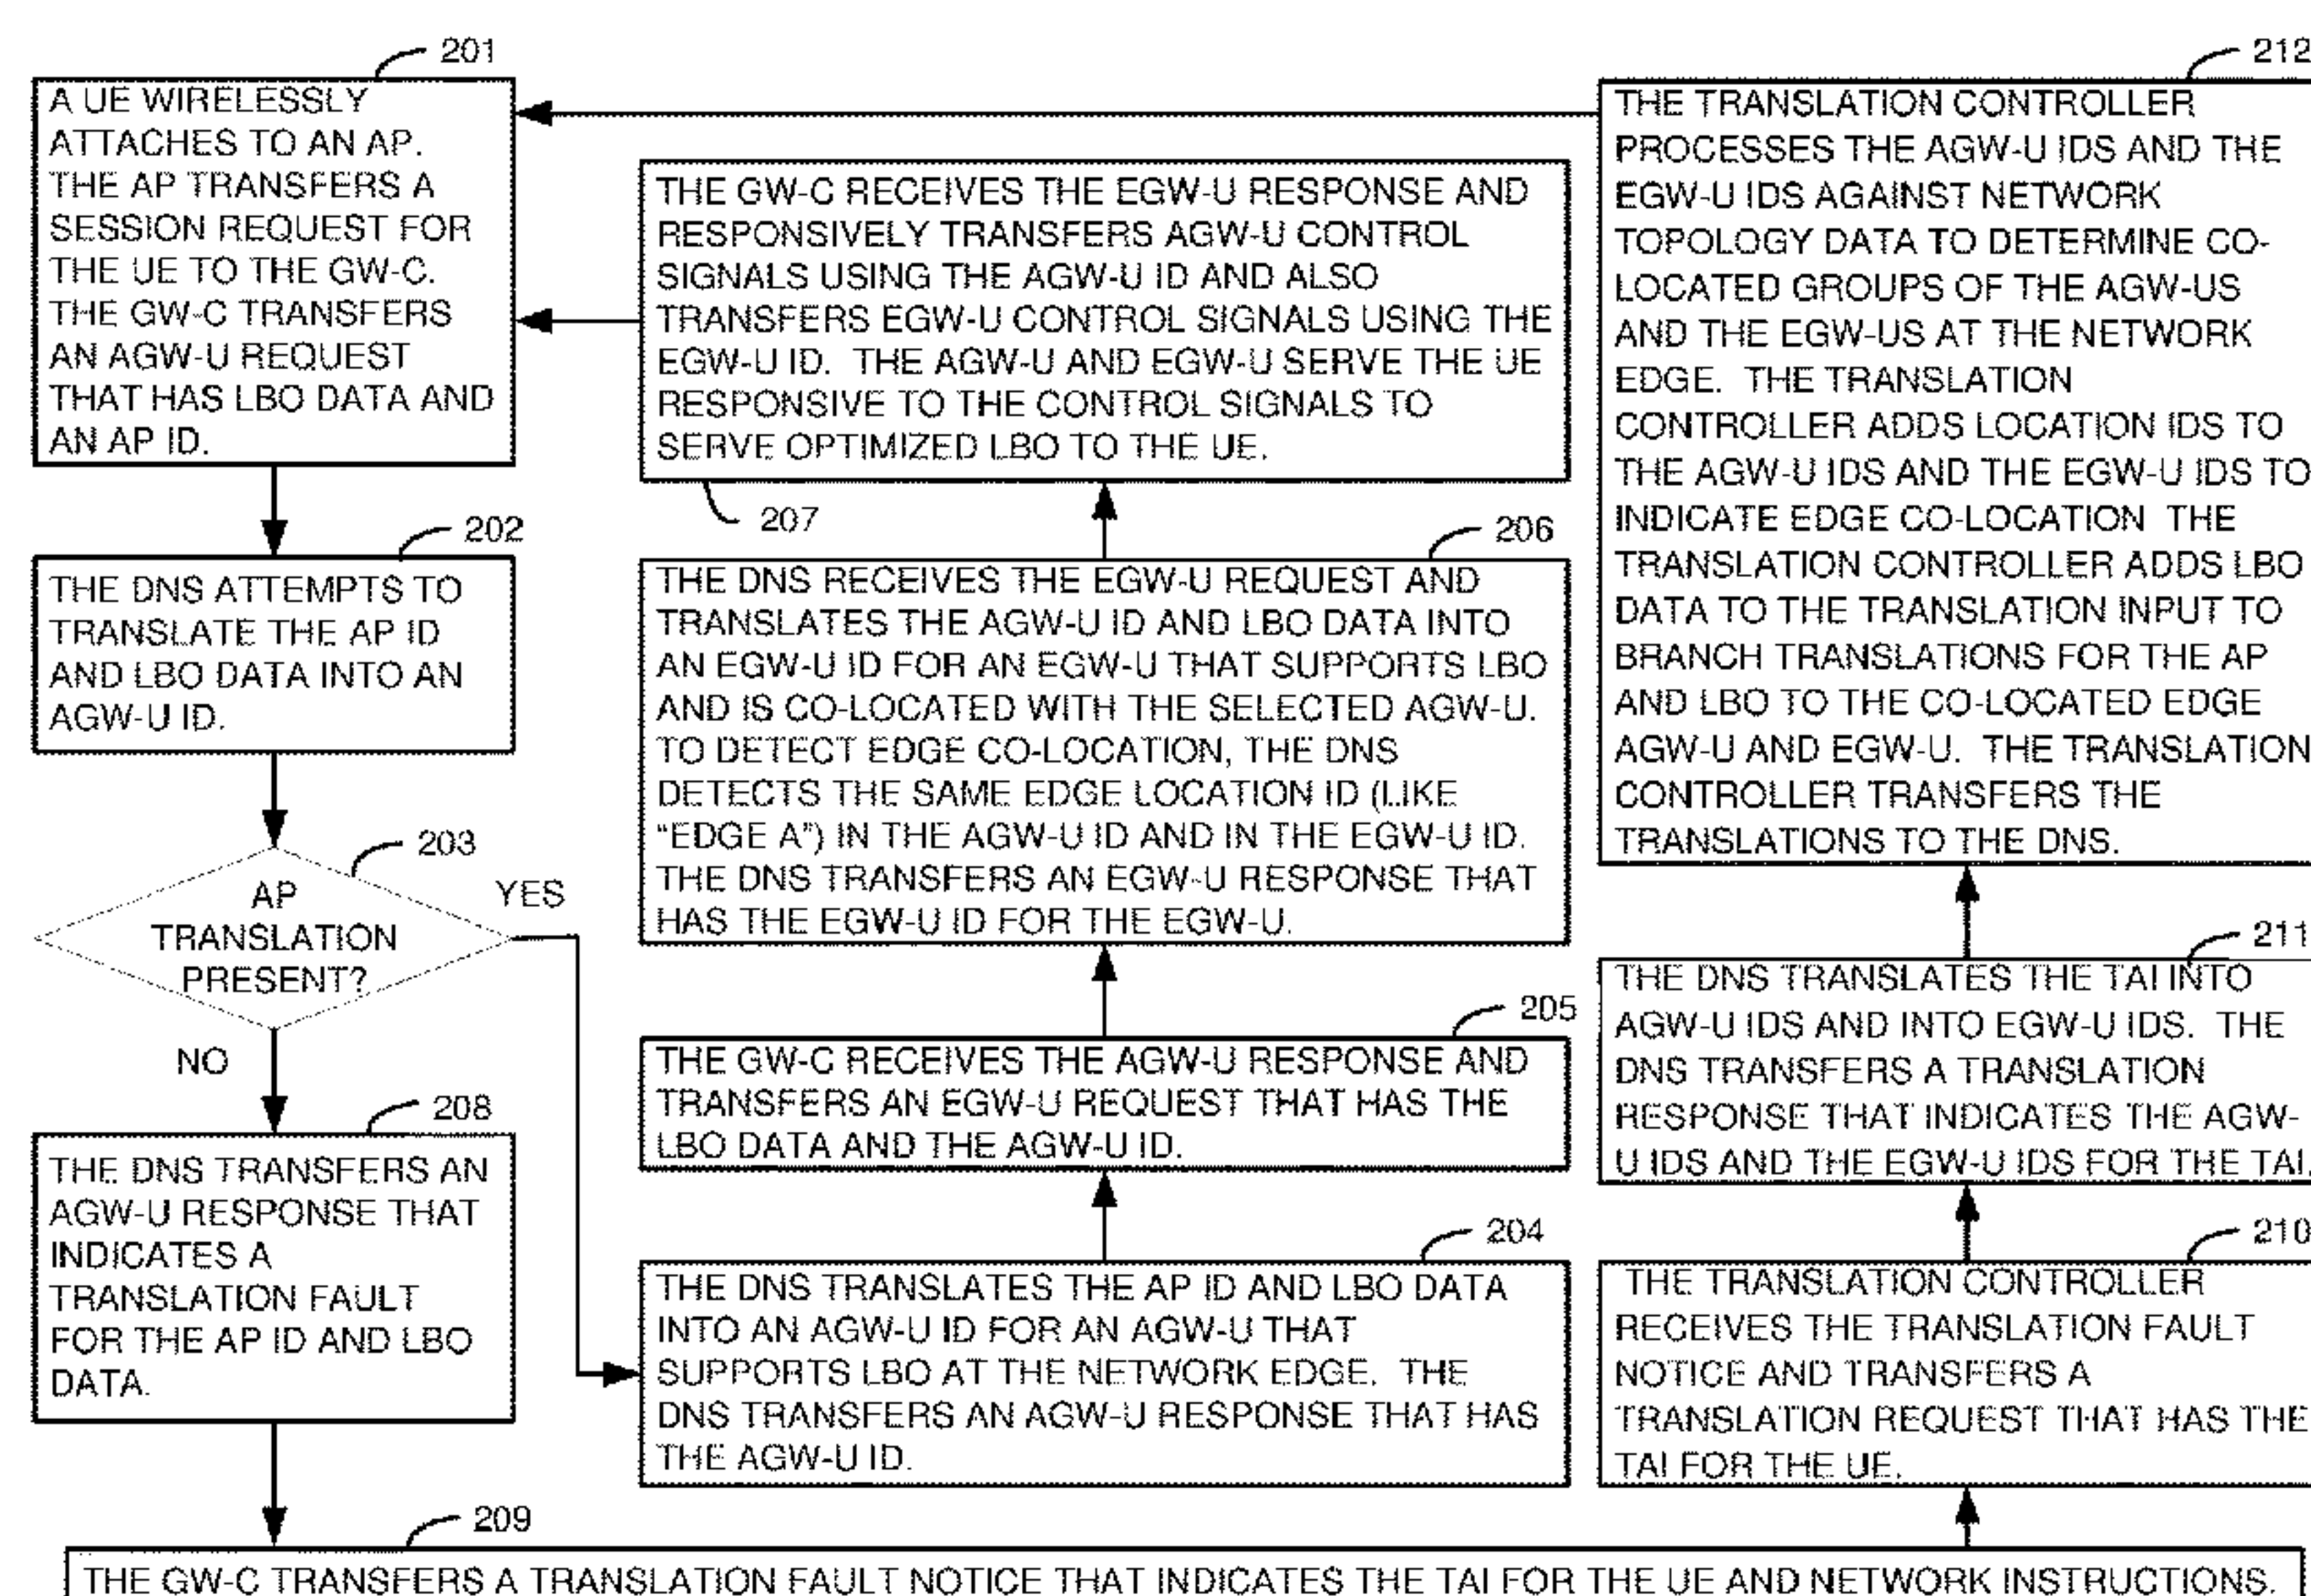 201
A UE WIRELESSLY
ATTACHES TO AN AP.
THE AP TRANSFERS A
SESSION REQUEST FOR
THE UE TO THE GW-C.
THE GW-C TRANSFERS
AN AGW-U REQUEST
THAT HAS LBO DATA AND
AN AP ID.
202
THE DNS ATTEMPTS TO
TRANSLATE THE AP ID
AND LBO DATA INTO AN
AGW-U ID.
203
AP
TRANSLATION
PRESENT?
YES
NO
208
THE DNS TRANSFERS AN
AGW-U RESPONSE THAT
INDICATES A
TRANSLATION FAULT
FOR THE AP ID AND LBO
DATA.
THE GW-C RECEIVES THE EGW-U RESPONSE AND
RESPONSIVELY TRANSFERS AGW-U CONTROL
SIGNALS USING THE AGW-U ID AND ALSO
TRANSFERS EGW-U CONTROL SIGNALS USING THE
EGW-U ID. THE AGW-U AND EGW-U SERVE THE UE
RESPONSIVE TO THE CONTROL SIGNALS TO
SERVE OPTIMIZED LBO TO THE UE.
207
206
THE DNS RECEIVES THE EGW-U REQUEST AND
TRANSLATES THE AGW-U ID AND LBO DATA INTO
AN EGW-U ID FOR AN EGW-U THAT SUPPORTS LBO
AND IS CO-LOCATED WITH THE SELECTED AGW-U.
TO DETECT EDGE CO-LOCATION, THE DNS
DETECTS THE SAME EDGE LOCATION ID (LIKE
"EDGE A") IN THE AGW-U ID AND IN THE EGW-U ID.
THE DNS TRANSFERS AN EGW-U RESPONSE THAT
HAS THE EGW-U ID FOR THE EGW-U.
205
THE GW-C RECEIVES THE AGW-U RESPONSE AND
TRANSFERS AN EGW-U REQUEST THAT HAS THE
LBO DATA AND THE AGW-U ID.
204
THE DNS TRANSLATES THE AP ID AND LBO DATA
INTO AN AGW-U ID FOR AN AGW-U THAT
SUPPORTS LBO AT THE NETWORK EDGE. THE
DNS TRANSFERS AN AGW-U RESPONSE THAT HAS
THE AGW-U ID.
212
THE TRANSLATION CONTROLLER
PROCESSES THE AGW-U IDS AND THE
EGW-U IDS AGAINST NETWORK
TOPOLOGY DATA TO DETERMINE CO-
LOCATED GROUPS OF THE AGW-US
AND THE EGW-US AT THE NETWORK
EDGE. THE TRANSLATION
CONTROLLER ADDS LOCATION IDS TO
THE AGW-U IDS AND THE EGW-U IDS TO
INDICATE EDGE CO-LOCATION THE
TRANSLATION CONTROLLER ADDS LBO
DATA TO THE TRANSLATION INPUT TO
BRANCH TRANSLATIONS FOR THE AP
AND LBO TO THE CO-LOCATED EDGE
AGW-U AND EGW-U. THE TRANSLATION
CONTROLLER TRANSFERS THE
TRANSLATIONS TO THE DNS.
211
THE DNS TRANSLATES THE TAI INTO
AGW-U IDS AND INTO EGW-U IDS. THE
DNS TRANSFERS A TRANSLATION
RESPONSE THAT INDICATES THE AGW-
U IDS AND THE EGW-U IDS FOR THE TAI.
210
THE TRANSLATION CONTROLLER
RECEIVES THE TRANSLATION FAULT
NOTICE AND TRANSFERS A
TRANSLATION REQUEST THAT HAS THE
TAI FOR THE UE.
209
THE GW-C TRANSFERS A TRANSLATION FAULT NOTICE THAT INDICATES THE TAI FOR THE UE AND NETWORK INSTRUCTIONS.